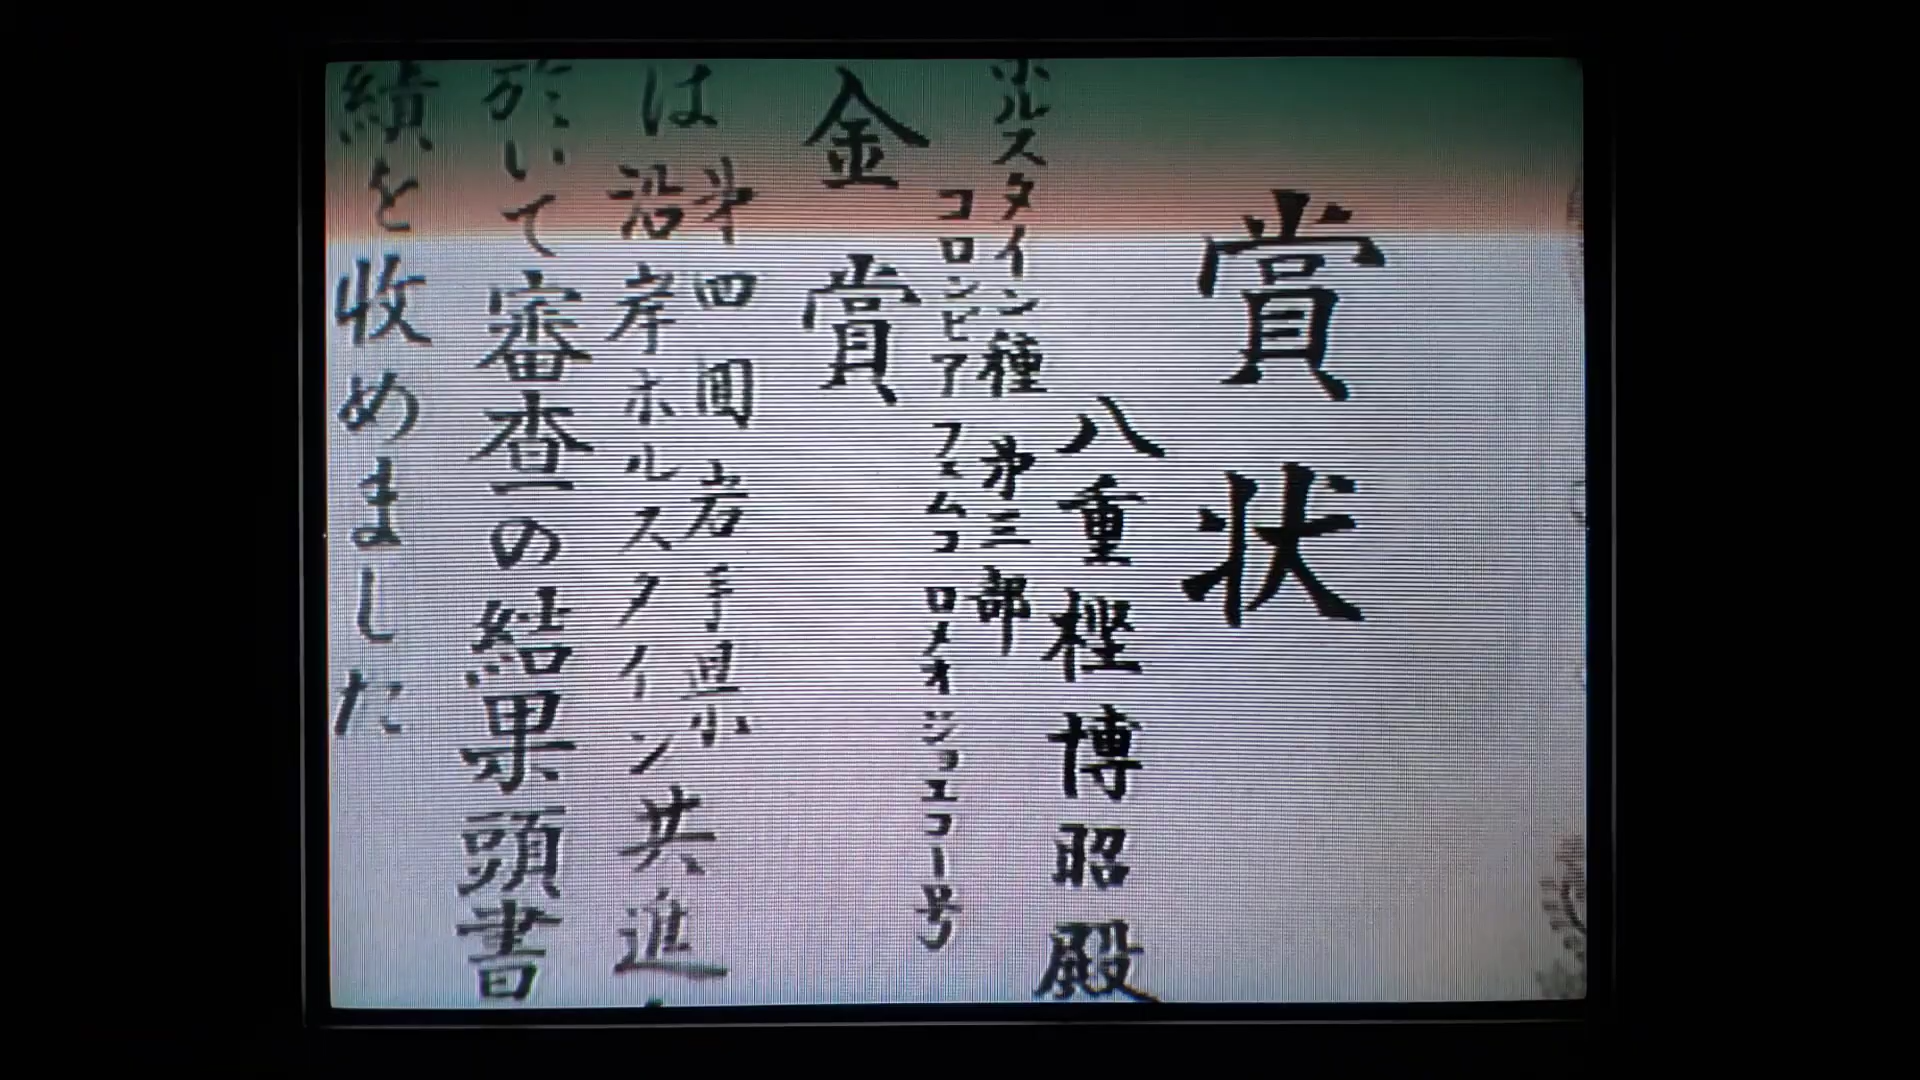 賞状
八重樫博昭殿
ホルスタイン種 第三部
コロンビア フエムコ ロメオ ジョエコー号
金賞
第四回岩手県
は沿岸ホルスタイン共進
於いて審査の結果頭書
績を収めました